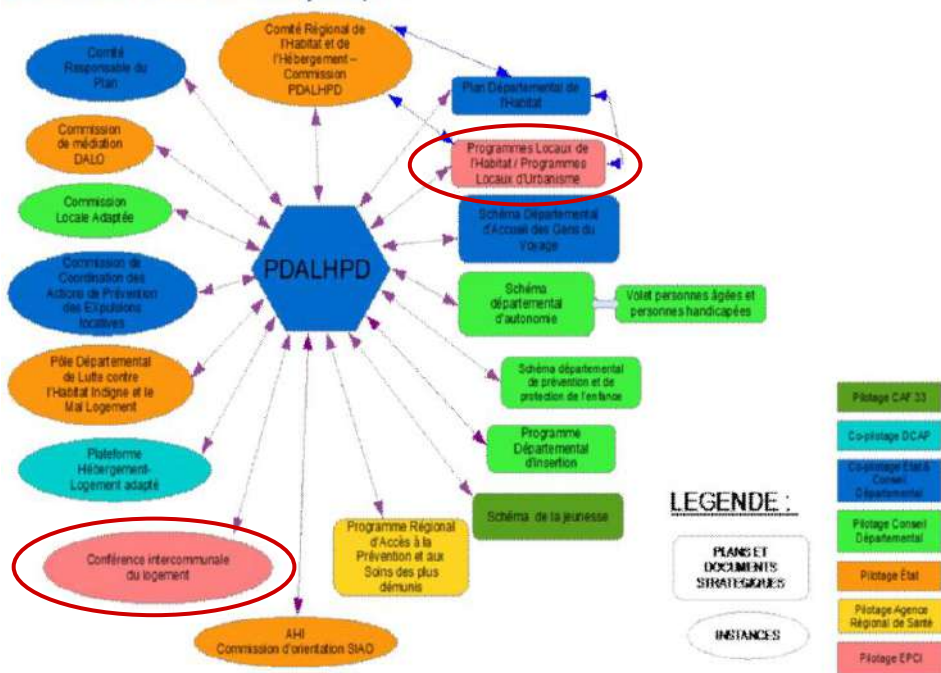 Comité Régional de
l'Habitat et de
l'Hébergement –
Commission
PDALHPD
Comité
Responsable du
Plan
Plan Départemental de
l'Habitat
Commission
de médiation
DALO
Programmes Locaux de
l'Habitat / Programmes
Locaux d'Urbanisme
Commission
Locale Adaptée
Schéma Départemental
d'Accueil des Gens du
Voyage
PDALHPD
Commission de
Coordination des
Actions de Prévention
des Expulsions
locatives
Schéma
départemental
d'autonomie
Volet personnes âgées et
personnes handicapées
Pôle Départemental
de Lutte contre
l'Habitat Indigne et le
Mal Logement
Schéma départemental
de prévention et de
protection de l'enfance
Programme
Départemental
d'Insertion
Plateforme
Hébergement-
Logement adapté
Schéma de la jeunesse
Programme Régional
d'Accès à la
Prévention et aux
Soins des plus
démunis
Conférence intercommunale
du logement
AHI
Commission d'orientation SIAO
LEGENDE :
PLANS ET
DOCUMENTS
STRATEGIQUES
INSTANCES
Pilotage CAF 33
Co-pilotage DCAP
Co-pilotage Etat &
Conseil
Départemental
Pilotage Conseil
Départemental
Pilotage État
Pilotage Agence
Régional de Santé
Pilotage EPCI